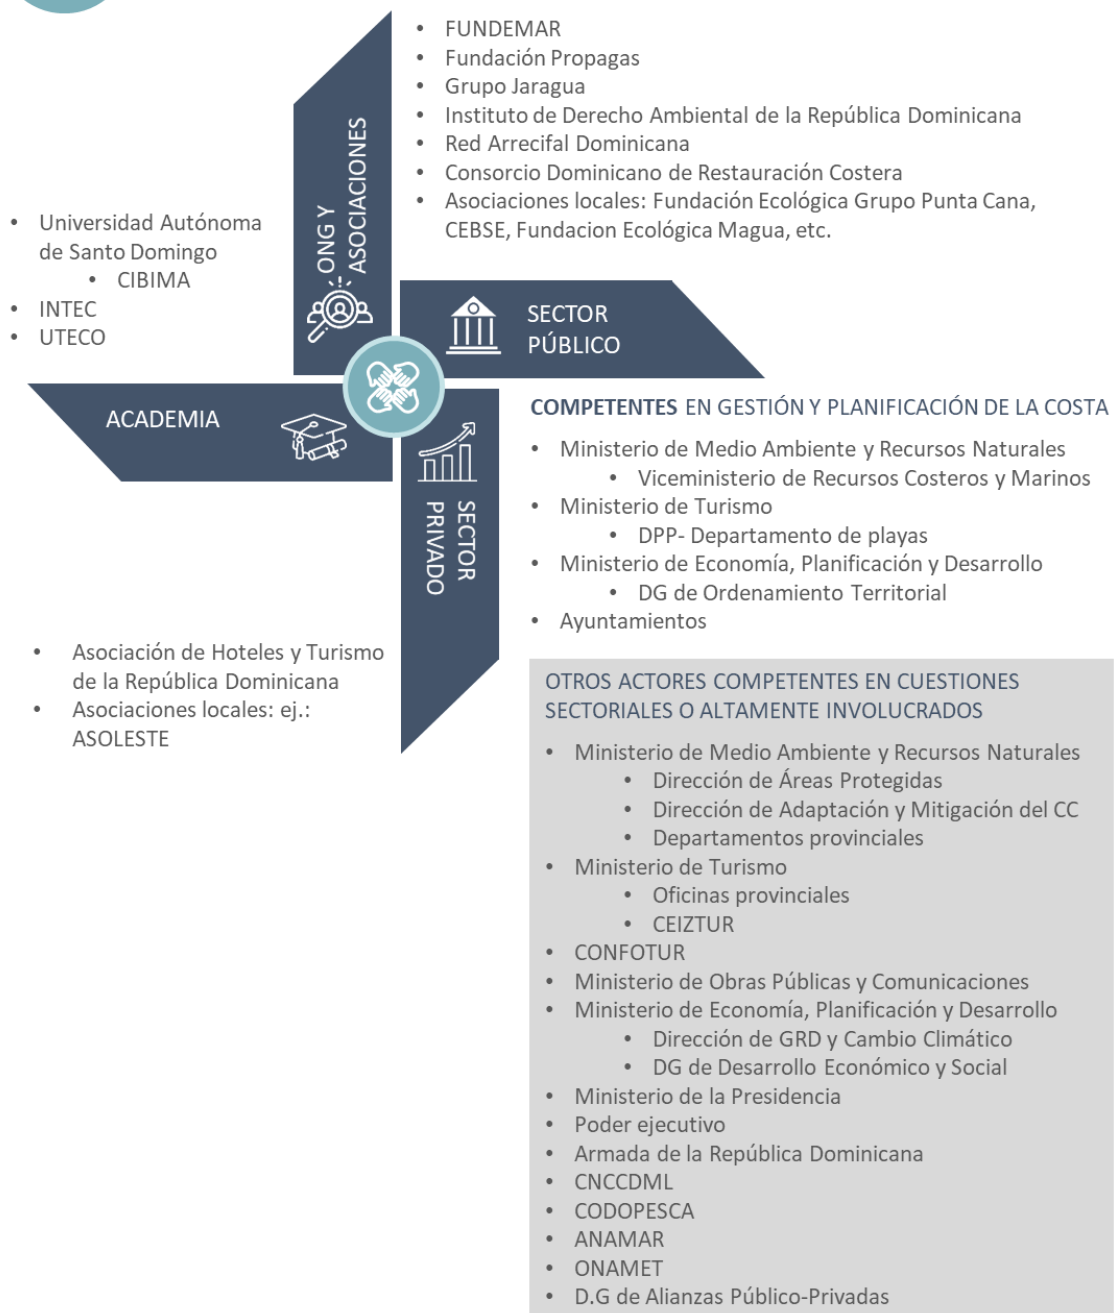 • FUNDEMAR
• Fundación Propagas
• Grupo Jaragua
• Instituto de Derecho Ambiental de la República Dominicana
• Red Arrecifal Dominicana
• Consorcio Dominicano de Restauración Costera
• Asociaciones locales: Fundación Ecológica Grupo Punta Cana,
CEBSE, Fundacion Ecológica Magua, etc.
ONG Y
ASOCIACIONES
• Universidad Autónoma
de Santo Domingo
• CIBIMA
• INTEC
• UTECO
SECTOR
PÚBLICO
ACADEMIA
SECTOR
PRIVADO
COMPETENTES EN GESTIÓN Y PLANIFICACIÓN DE LA COSTA
• Ministerio de Medio Ambiente y Recursos Naturales
• Viceministerio de Recursos Costeros y Marinos
• Ministerio de Turismo
• DPP- Departamento de playas
• Ministerio de Economía, Planificación y Desarrollo
• DG de Ordenamiento Territorial
• Ayuntamientos
• Asociación de Hoteles y Turismo
de la República Dominicana
• Asociaciones locales: ej.:
ASOLESTE
OTROS ACTORES COMPETENTES EN CUESTIONES
SECTORIALES O ALTAMENTE INVOLUCRADOS
• Ministerio de Medio Ambiente y Recursos Naturales
• Dirección de Áreas Protegidas
• Dirección de Adaptación y Mitigación del CC
• Departamentos provinciales
• Ministerio de Turismo
• Oficinas provinciales
• CEIZTUR
• CONFOTUR
• Ministerio de Obras Públicas y Comunicaciones
• Ministerio de Economía, Planificación y Desarrollo
• Dirección de GRD y Cambio Climático
• DG de Desarrollo Económico y Social
• Ministerio de la Presidencia
• Poder ejecutivo
• Armada de la República Dominicana
• CNCCDML
• CODOPESCA
• ANAMAR
• ONAMET
• D.G de Alianzas Público-Privadas